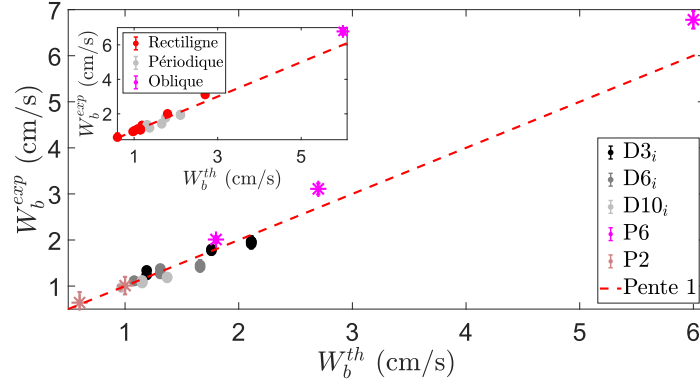 7
6
5
4
3
2
1
W_b^{exp} (cm/s)
1
2
3
4
5
6
W_b^{th} (cm/s)
6
4
2
W_b^{exp} (cm/s)
1
3
5
W_b^{th} (cm/s)
Rectiligne
Périodique
Oblique
D3_i
D6_i
D10_i
P6
P2
Pente 1